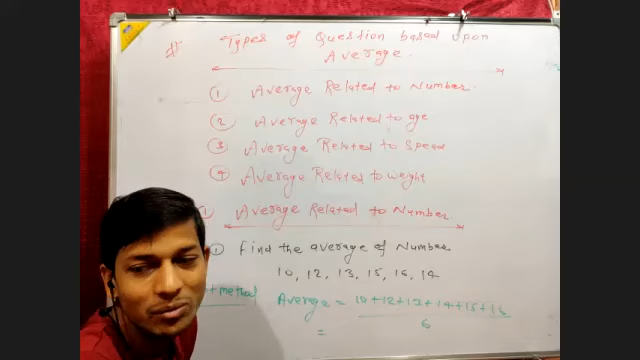 # Types of Question based upon
Average.
① Average Related to Number.
② Average Related to age
③ Average Related to Speed
④ Average Related to weight
① Average Related to Number
① Find the average of Number
10, 12, 13, 15, 16, 14
+ method
Average = 10+12+13+14+15+16
6
=